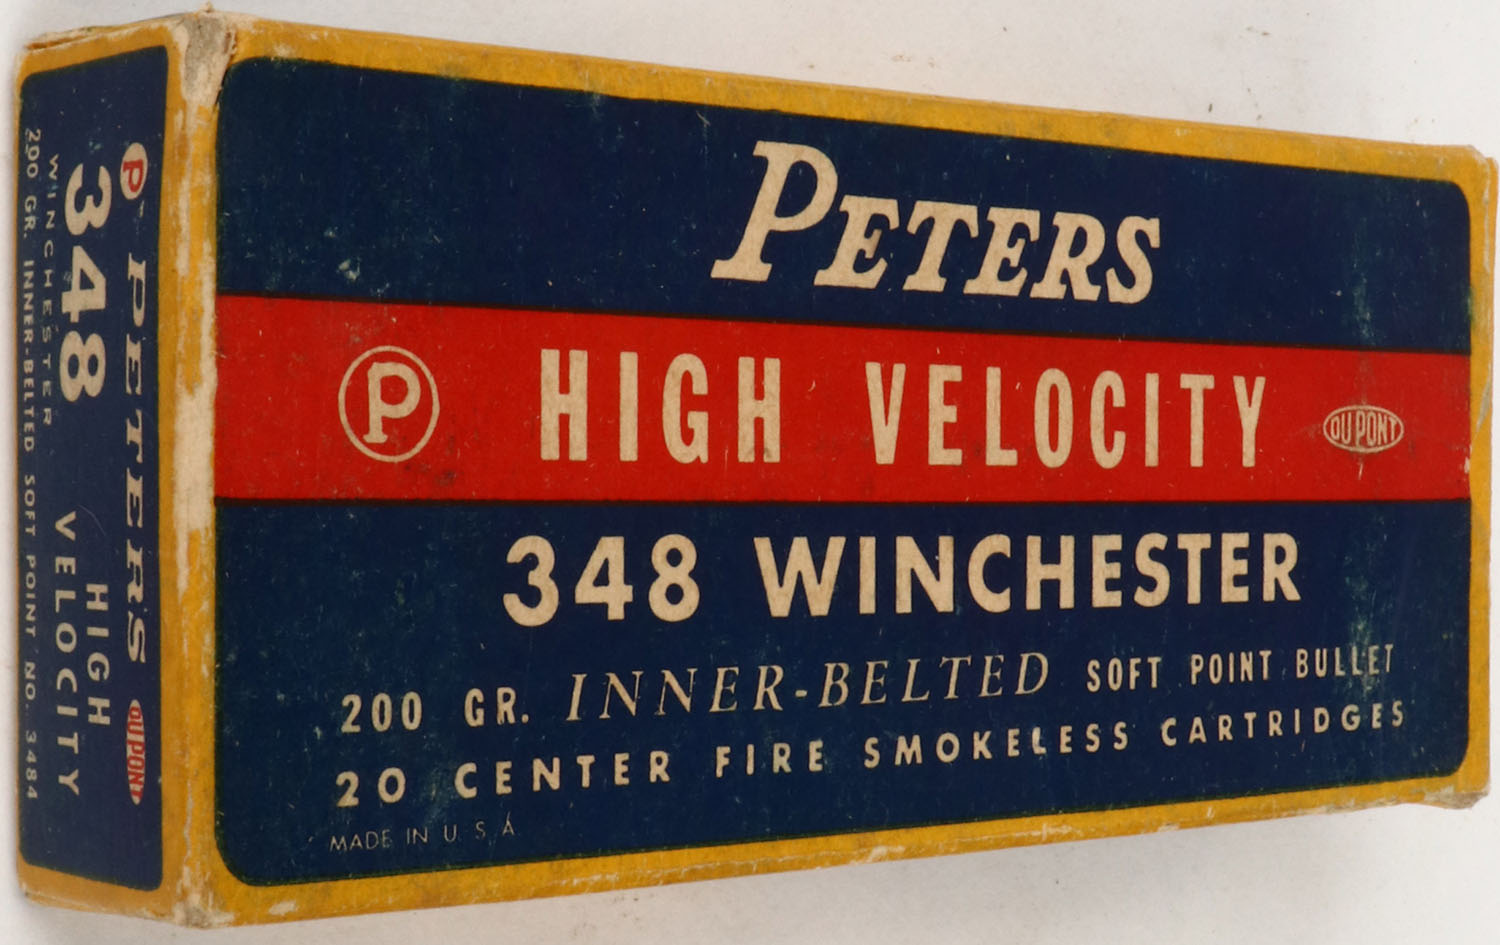 PETERS
P HIGH VELOCITY DU PONT
348 WINCHESTER
200 GR. INNER-BELTED SOFT POINT BULLET
20 CENTER FIRE SMOKELESS CARTRIDGES
MADE IN U. S. A
P PETERS DU PONT
348 HIGH VELOCITY
WINCHESTER
200 GR. INNER-BELTED SOFT POINT NO. 3484